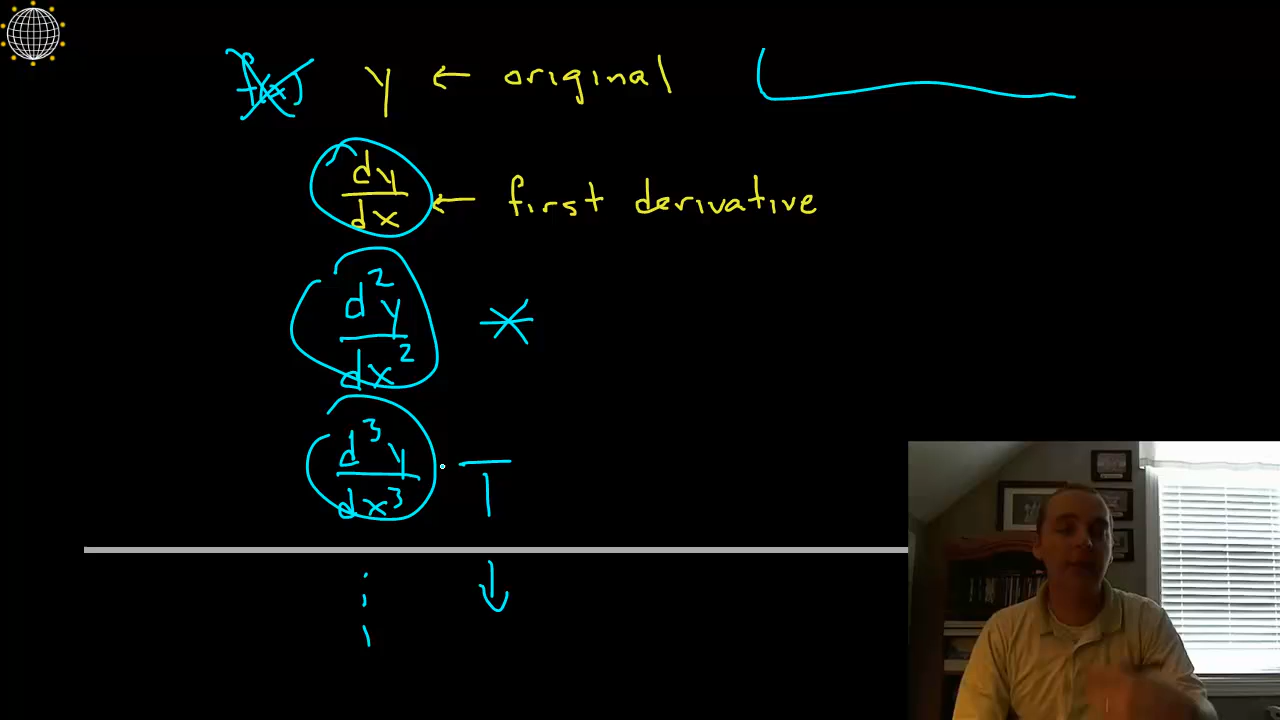 f(x) y ← original
dy/dx ← first derivative
d²y/dx² *
d³y/dx³